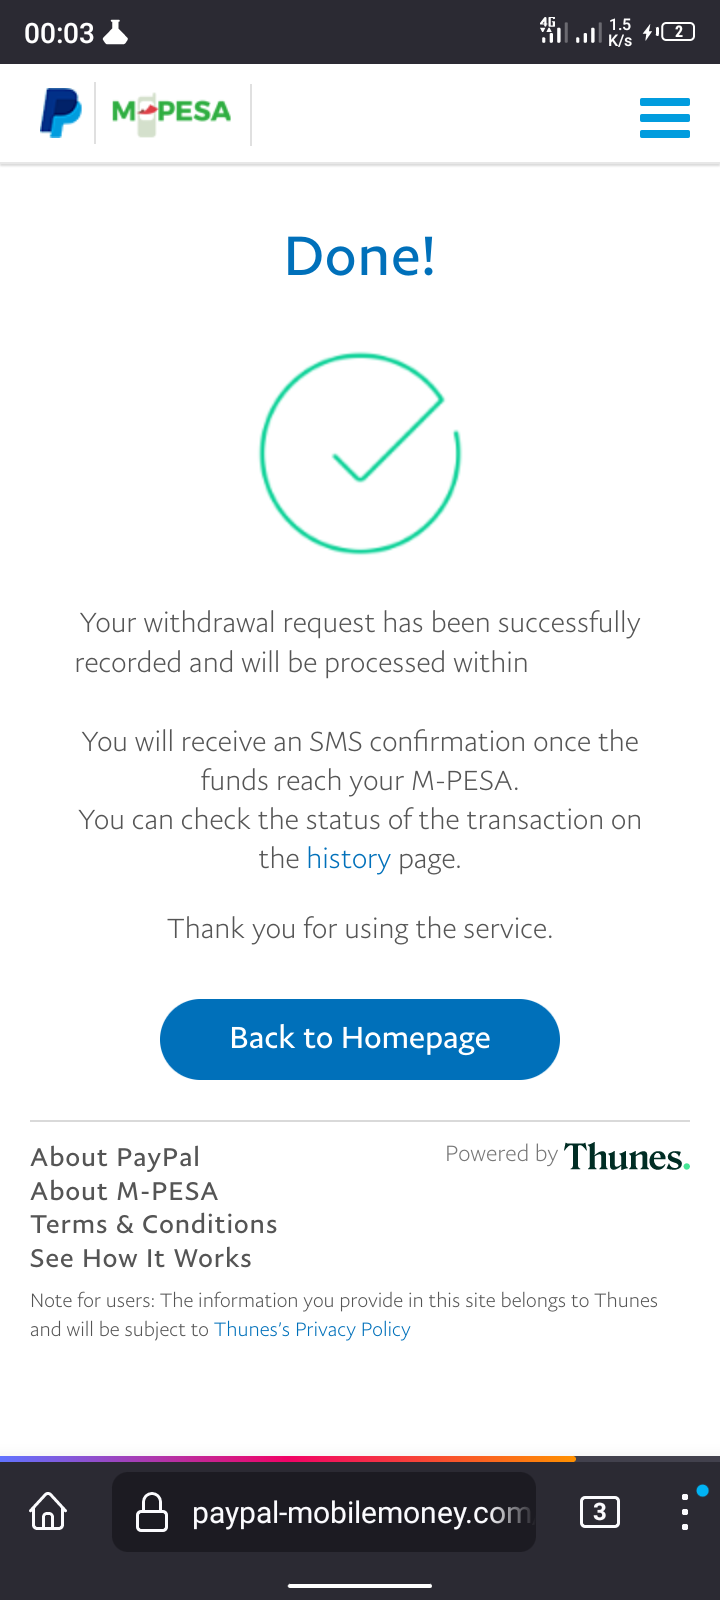 00:03
4G
1.5
K/s
2
M-PESA
Done!
Your withdrawal request has been successfully
recorded and will be processed within
You will receive an SMS confirmation once the
funds reach your M-PESA.
You can check the status of the transaction on
the history page.
Thank you for using the service.
Back to Homepage
About PayPal
Powered by Thunes.
About M-PESA
Terms & Conditions
See How It Works
Note for users: The information you provide in this site belongs to Thunes
and will be subject to Thunes's Privacy Policy
paypal-mobilemoney.com
3